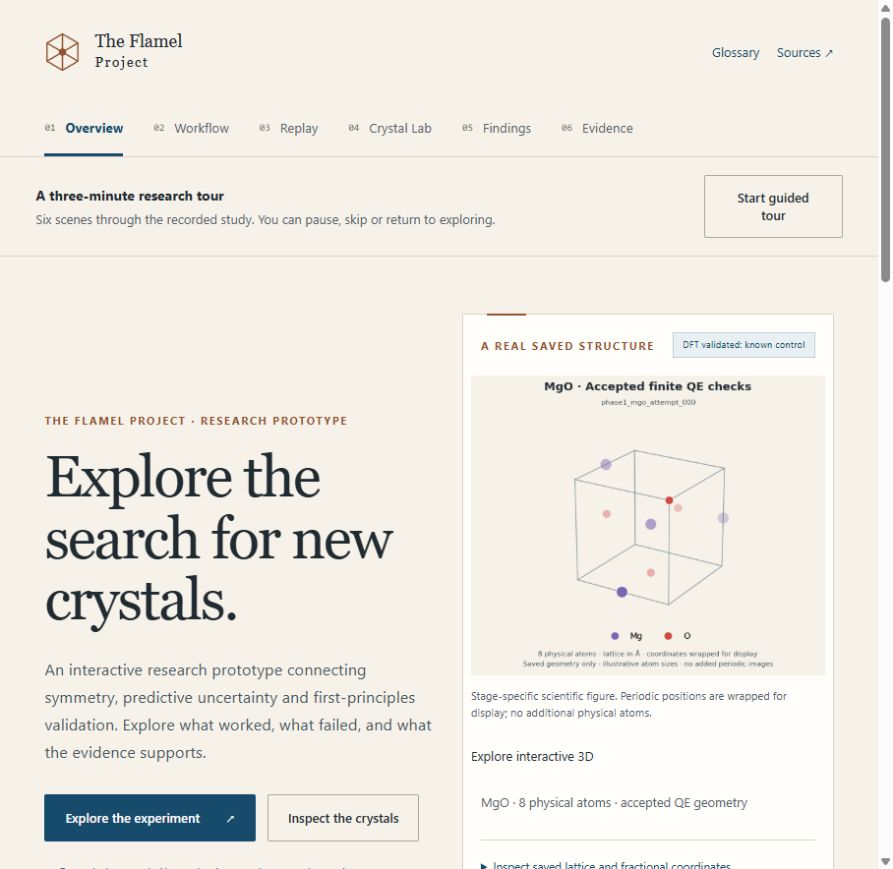 The Flamel
Project
Glossary Sources ↗
01 Overview 02 Workflow 03 Replay 04 Crystal Lab 05 Findings 06 Evidence
A three-minute research tour
Six scenes through the recorded study. You can pause, skip or return to exploring.
Start guided
tour
THE FLAMEL PROJECT · RESEARCH PROTOTYPE
Explore the
search for new
crystals.
An interactive research prototype connecting
symmetry, predictive uncertainty and first-principles
validation. Explore what worked, what failed, and what
the evidence supports.
Explore the experiment ↗
Inspect the crystals
A REAL SAVED STRUCTURE
DFT validated: known control
MgO · Accepted finite QE checks
phase1_mgo_attempt_000
Mg O
8 physical atoms · lattice in Å · coordinates wrapped for display
Saved geometry only · illustrative atom sizes · no added periodic images
Stage-specific scientific figure. Periodic positions are wrapped for
display; no additional physical atoms.
Explore interactive 3D
MgO · 8 physical atoms · accepted QE geometry
Inspect saved lattice and fractional coordinates